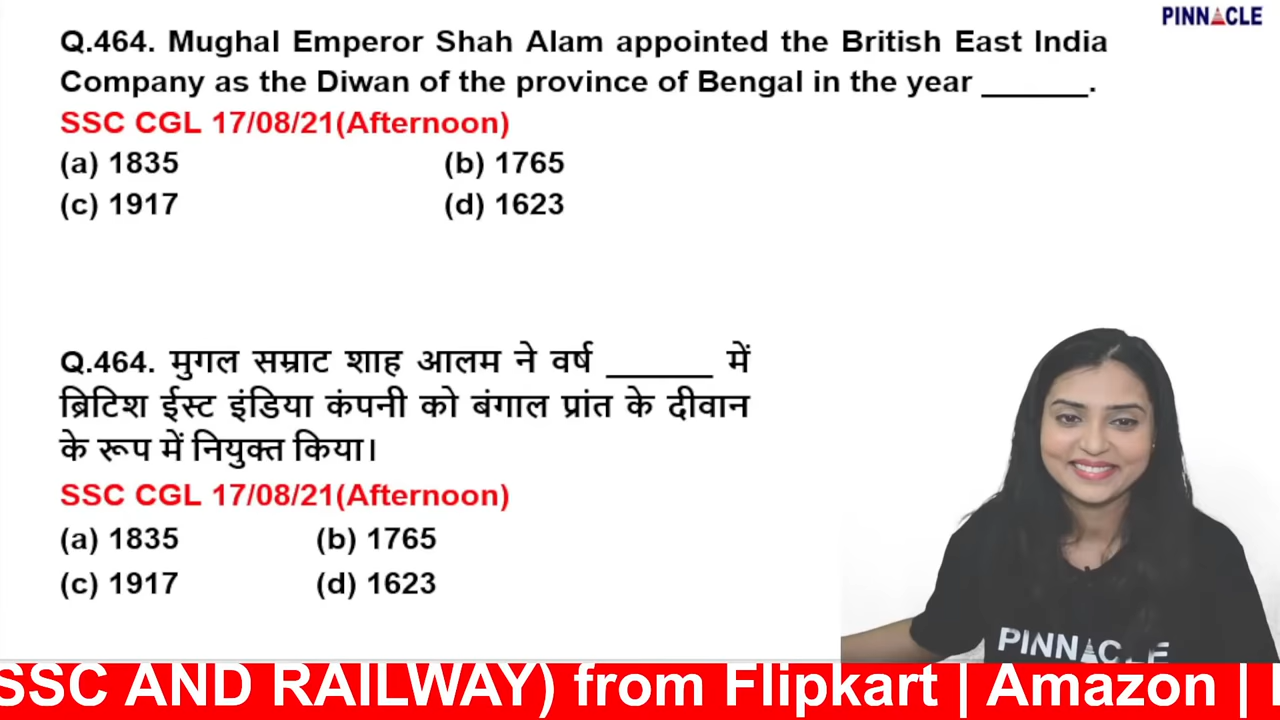 PINNACLE
Q.464. Mughal Emperor Shah Alam appointed the British East India
Company as the Diwan of the province of Bengal in the year ______.
SSC CGL 17/08/21(Afternoon)
(a) 1835 (b) 1765
(c) 1917 (d) 1623
Q.464. मुगल सम्राट शाह आलम ने वर्ष ______ में
ब्रिटिश ईस्ट इंडिया कंपनी को बंगाल प्रांत के दीवान
के रूप में नियुक्त किया।
SSC CGL 17/08/21(Afternoon)
(a) 1835 (b) 1765
(c) 1917 (d) 1623
PINNACLE
SSC AND RAILWAY) from Flipkart | Amazon |